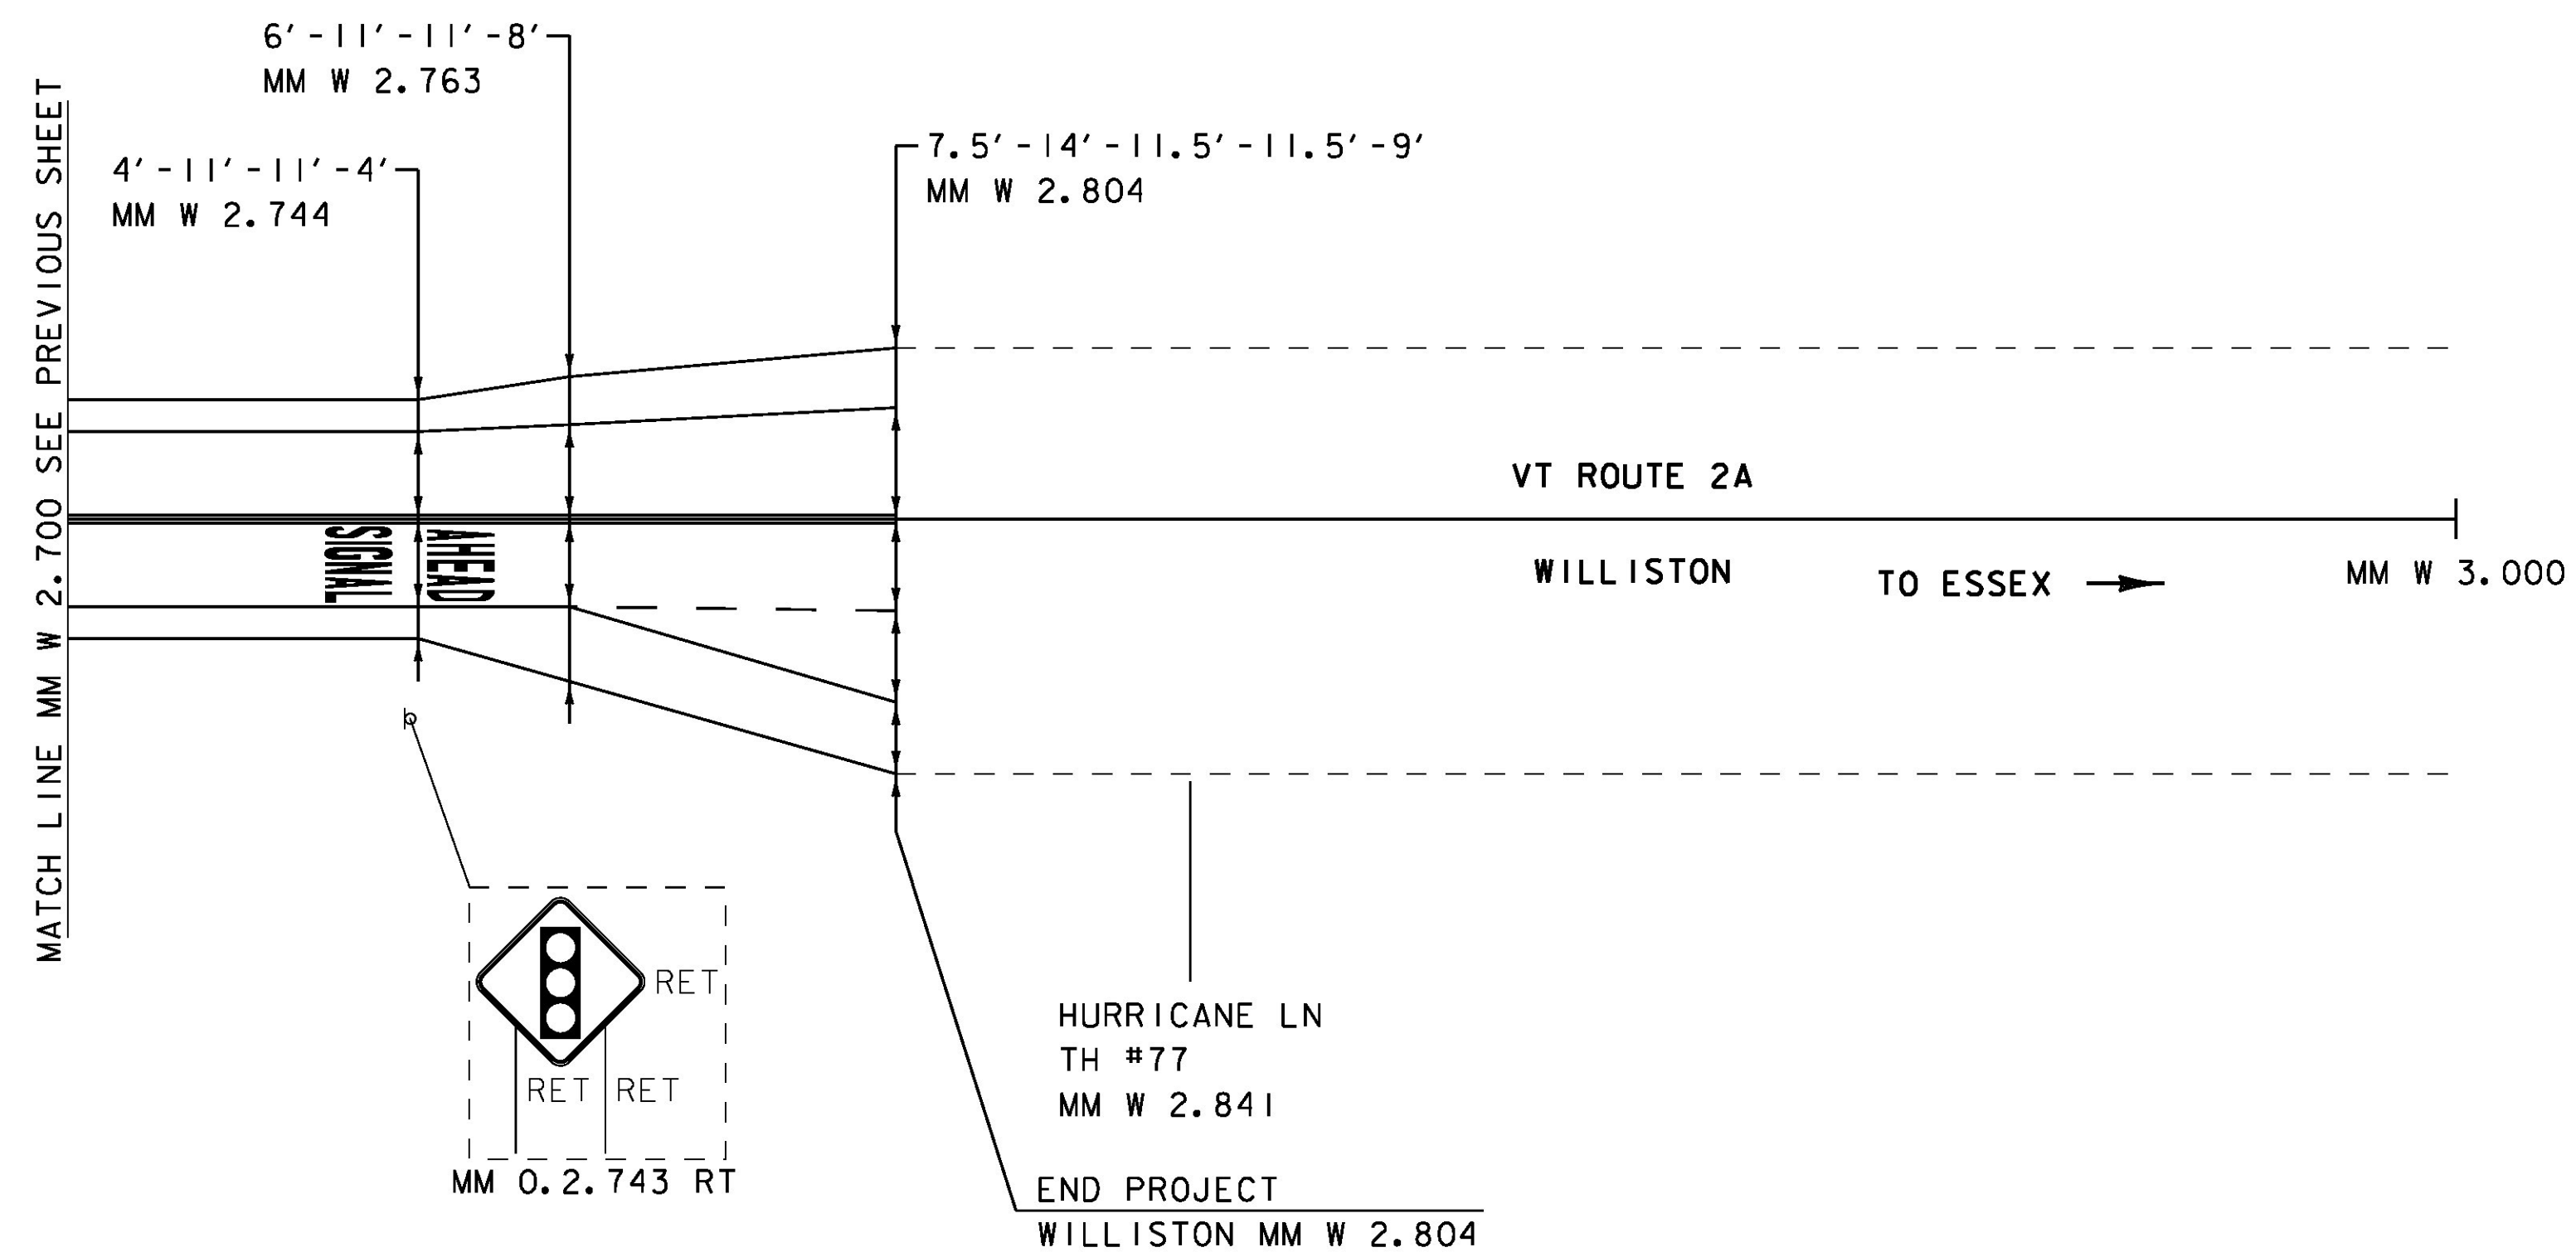 6′-11′-11′-8′
MM W 2.763
4′-11′-11′-4′
MM W 2.744
7.5′-14′-11.5′-11.5′-9′
MM W 2.804
MATCH LINE MM W 2.700 SEE PREVIOUS SHEET
VT ROUTE 2A
WILLISTON
TO ESSEX
MM W 3.000
SIGNAL
AHEAD
RET
RET
RET
MM 0.2.743 RT
HURRICANE LN
TH #77
MM W 2.841
END PROJECT
WILLISTON MM W 2.804